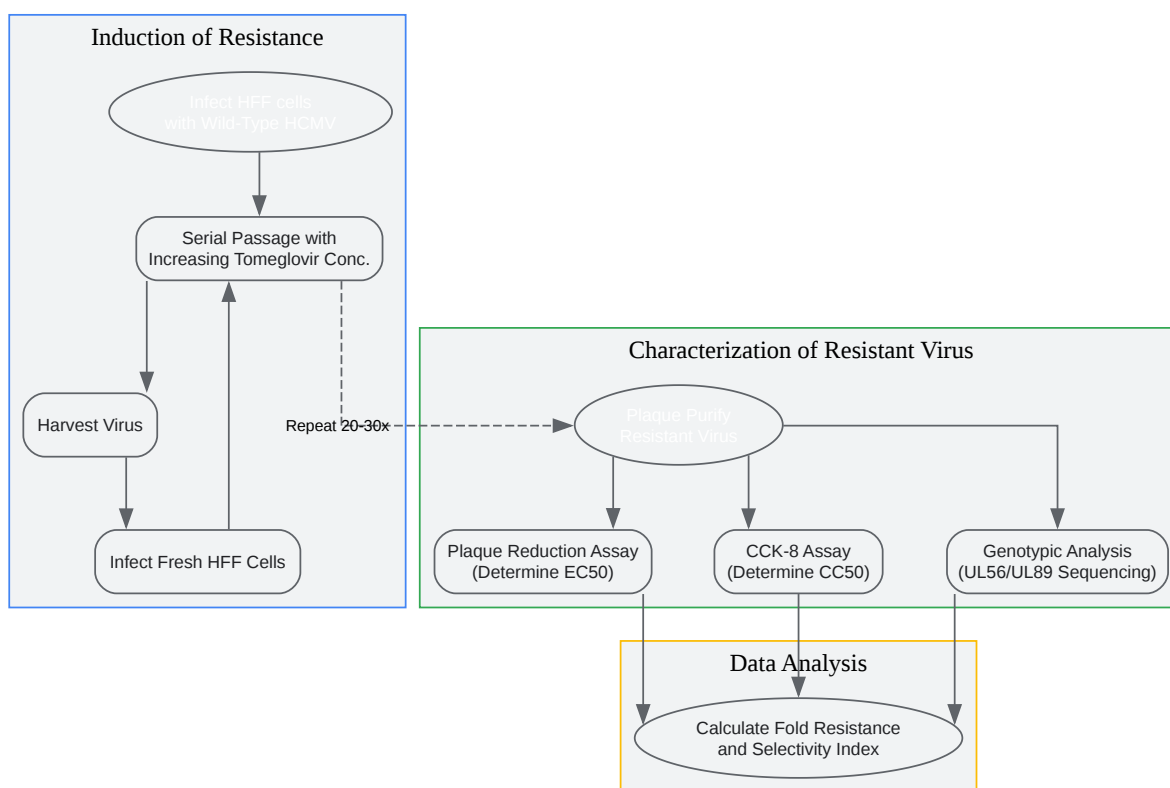 Induction of Resistance
Infect HFF cells
with Wild-Type HCMV
Serial Passage with
Increasing Tomeglovir Conc.
Harvest Virus
Infect Fresh HFF Cells
Repeat 20-30x
Characterization of Resistant Virus
Plaque Purify
Resistant Virus
Plaque Reduction Assay
(Determine EC50)
CCK-8 Assay
(Determine CC50)
Genotypic Analysis
(UL56/UL89 Sequencing)
Data Analysis
Calculate Fold Resistance
and Selectivity Index